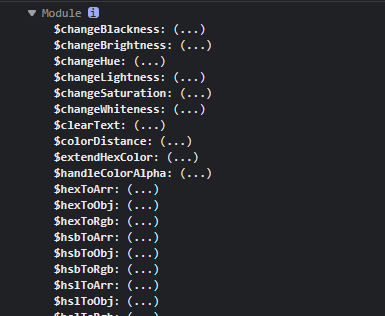 Module i
$changeBlackness: (...)
$changeBrightness: (...)
$changeHue: (...)
$changeLightness: (...)
$changeSaturation: (...)
$changeWhiteness: (...)
$clearText: (...)
$colorDistance: (...)
$extendHexColor: (...)
$handleColorAlpha: (...)
$hexToArr: (...)
$hexToObj: (...)
$hexToRgb: (...)
$hsbToArr: (...)
$hsbToObj: (...)
$hsbToRgb: (...)
$hslToArr: (...)
$hslToObj: (...)
$hslToRgb: (...)